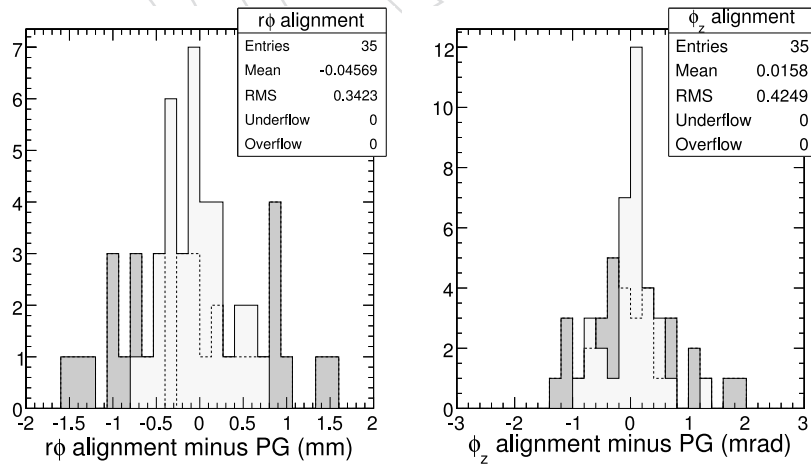 rϕ alignment
Entries 35
Mean -0.04569
RMS 0.3423
Underflow 0
Overflow 0
7
6
5
4
3
2
1
0
-2 -1.5 -1 -0.5 0 0.5 1 1.5 2
rϕ alignment minus PG (mm)
ϕz alignment
Entries 35
Mean 0.0158
RMS 0.4249
Underflow 0
Overflow 0
12
10
8
6
4
2
0
-3 -2 -1 0 1 2 3
ϕz alignment minus PG (mrad)